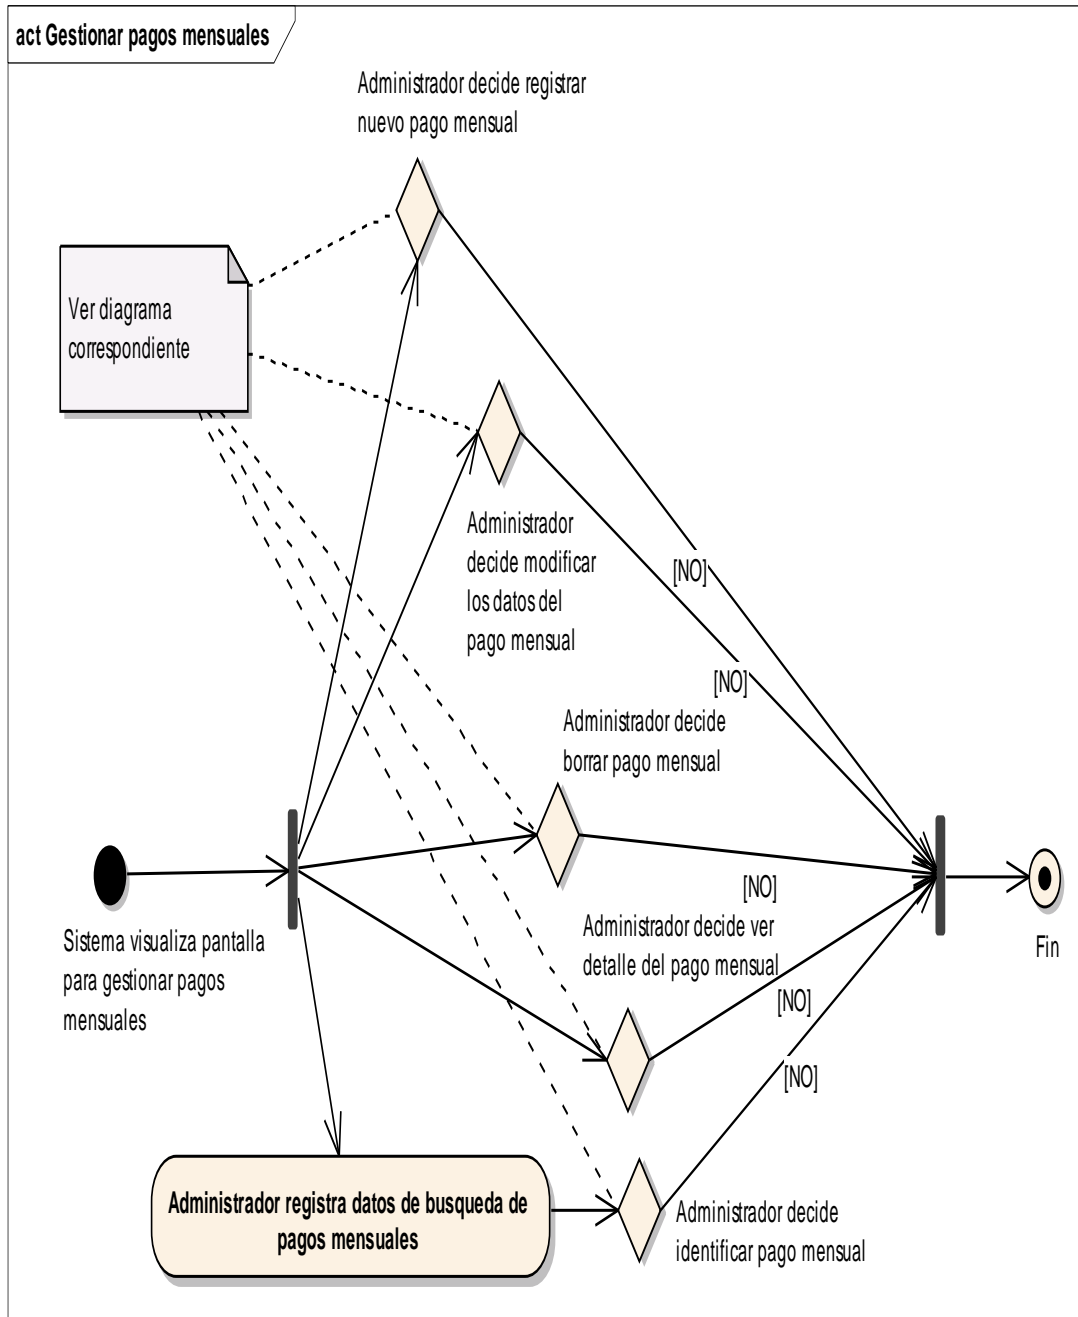 act Gestionar pagos mensuales
Administrador decide registrar
nuevo pago mensual
Ver diagrama
correspondiente
Administrador
decide modificar
los datos del
pago mensual
[NO]
[NO]
Administrador decide
borrar pago mensual
[NO]
Sistema visualiza pantalla
para gestionar pagos
mensuales
Administrador decide ver
detalle del pago mensual
[NO]
Fin
[NO]
Administrador registra datos de busqueda de
pagos mensuales
Administrador decide
identificar pago mensual